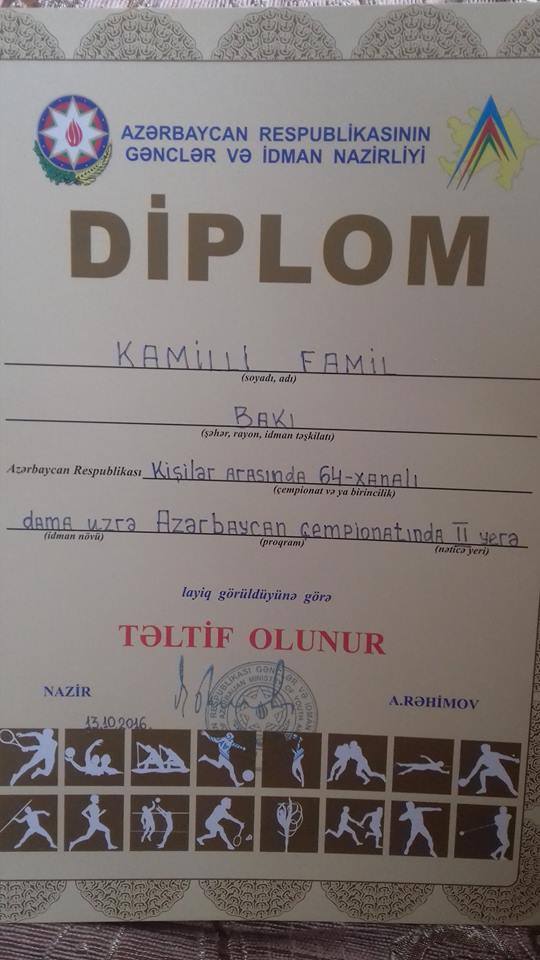 AZƏRBAYCAN RESPUBLİKASININ
GƏNCLƏR VƏ İDMAN NAZİRLİYİ
DİPLOM
KAMİLLİ FAMİL
(soyadı, adı)
BAKI
(şəhər, rayon, idman təşkilatı)
Azərbaycan Respublikası Kişilər arasında 64-xanalı
(çempionat və ya birincilik)
dama uzrə Azərbaycan çempionatında II yerə
(idman növü) (proqram) (nəticə yeri)
layiq görüldüyünə görə
TƏLTİF OLUNUR
NAZİR A.RƏHİMOV
13.10.2016.